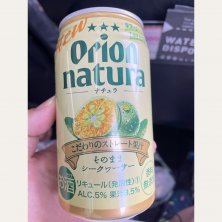 New
Orion
natura
ナチュラ
こだわりのストレート果汁
そのまま
シークヮーサー
リキュール(発泡性)①
ALC.5% 果汁1.5%
WATER
DISPO